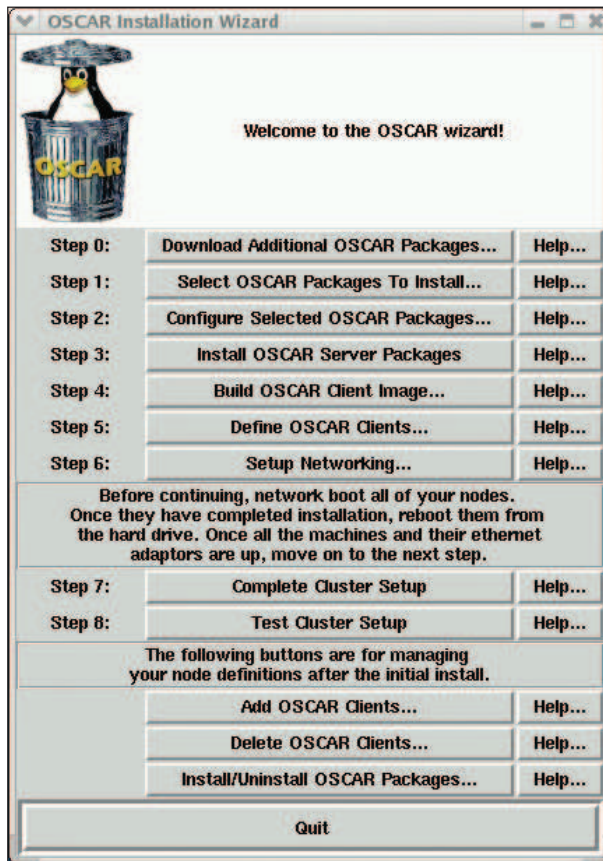 OSCAR Installation Wizard
OSCAR
Welcome to the OSCAR wizard!
Step 0: Download Additional OSCAR Packages... Help...
Step 1: Select OSCAR Packages To Install... Help...
Step 2: Configure Selected OSCAR Packages... Help...
Step 3: Install OSCAR Server Packages Help...
Step 4: Build OSCAR Client Image... Help...
Step 5: Define OSCAR Clients... Help...
Step 6: Setup Networking... Help...
Before continuing, network boot all of your nodes.
Once they have completed installation, reboot them from
the hard drive. Once all the machines and their ethernet
adaptors are up, move on to the next step.
Step 7: Complete Cluster Setup Help...
Step 8: Test Cluster Setup Help...
The following buttons are for managing
your node definitions after the initial install.
Add OSCAR Clients... Help...
Delete OSCAR Clients... Help...
Install/Uninstall OSCAR Packages... Help...
Quit